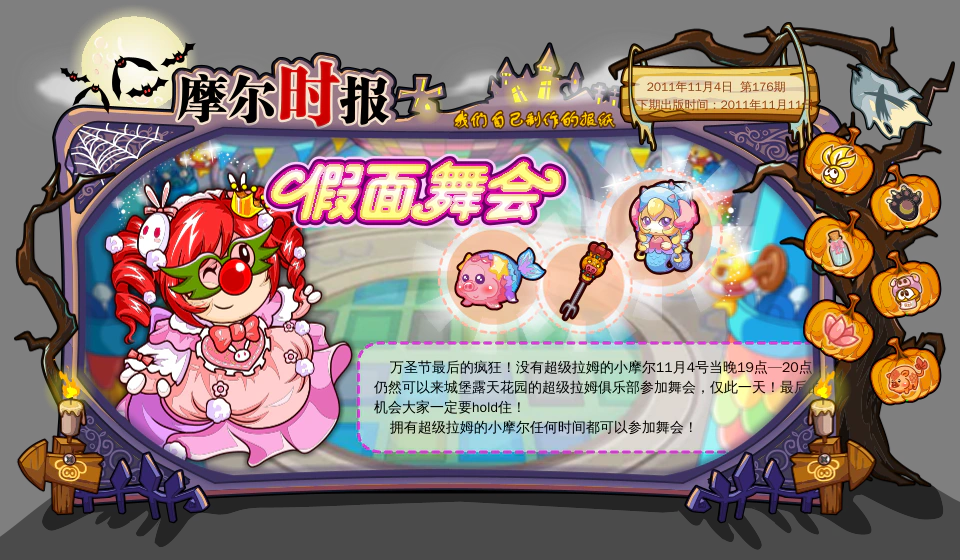 摩尔时报
我们自己制作的报纸
2011年11月4日 第176期
下期出版时间：2011年11月11
假面舞会
万圣节最后的疯狂！没有超级拉姆的小摩尔11月4号当晚19点—20点
仍然可以来城堡露天花园的超级拉姆俱乐部参加舞会，仅此一天！最后
机会大家一定要hold住！
拥有超级拉姆的小摩尔任何时间都可以参加舞会！